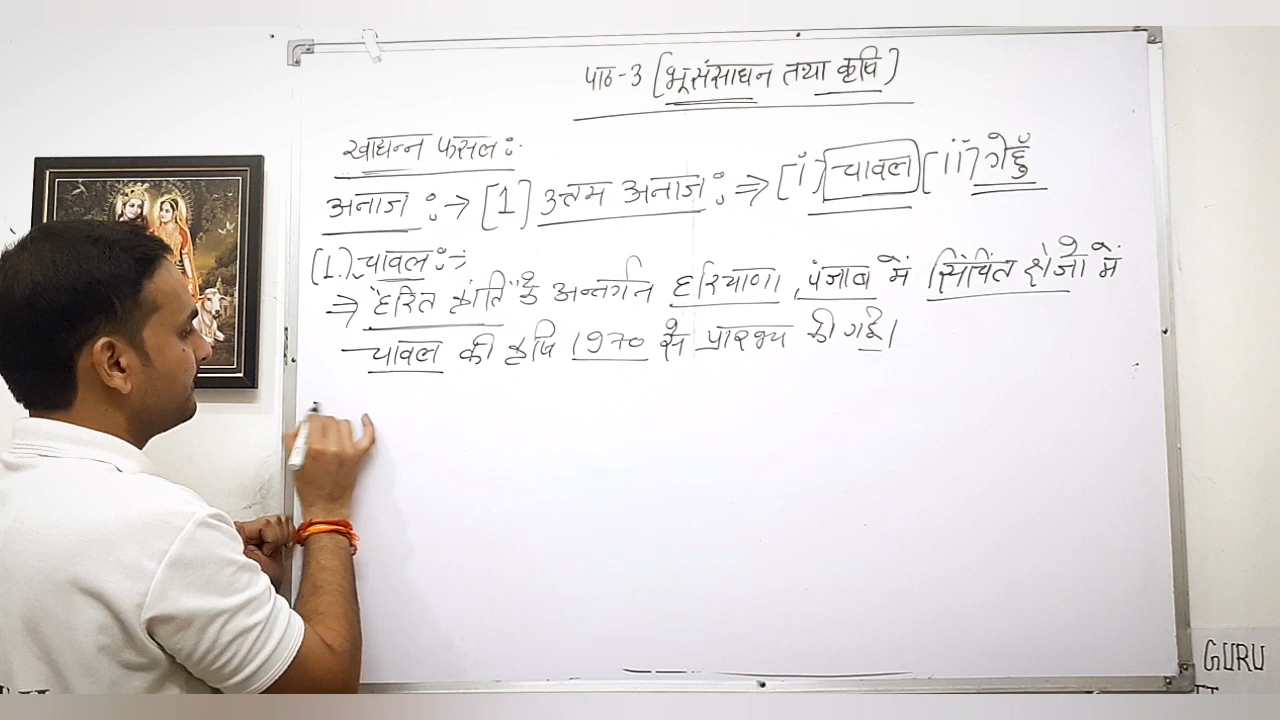 पाठ-3 [भूसंसाधन तथा कृषि]
खाद्यन्न फसल :-
अनाज :→ [1] उत्तम अनाज :⇒ [i] चावल [ii] गेहुँ
(1.) चावल :→
⇒ "हरित क्रांति" के अन्तर्गत हरियाणा, पंजाब में सिंचित क्षेत्रो में
चावल की कृषि 1970 से प्रारम्भ की गई।
GURU